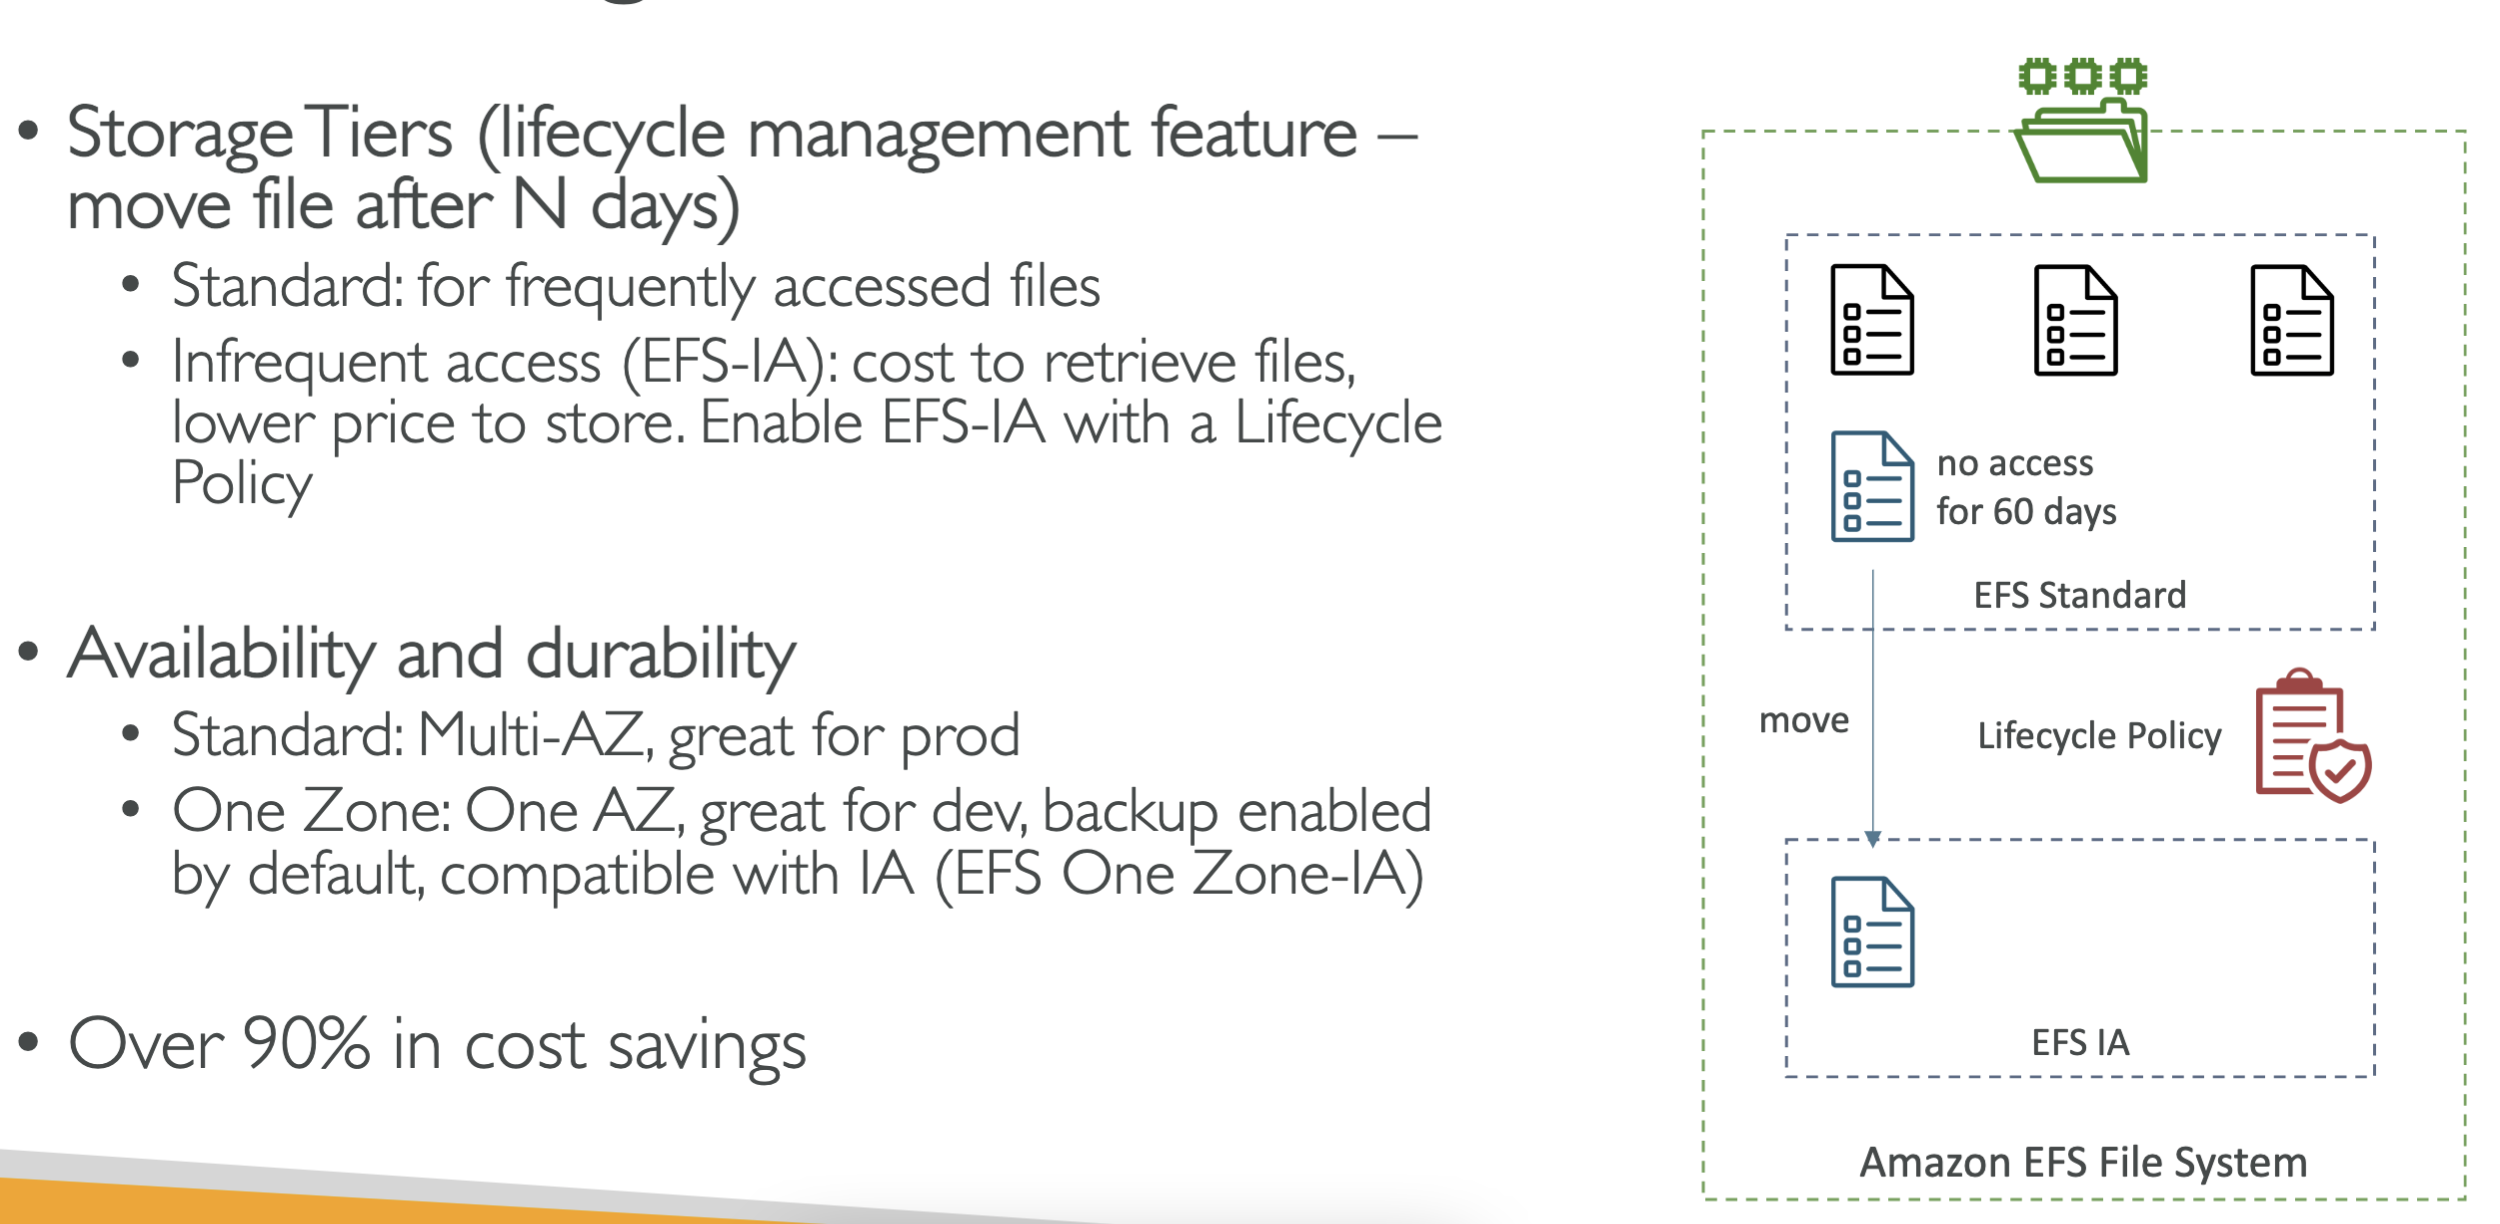 • Storage Tiers (lifecycle management feature –
move file after N days)
• Standard: for frequently accessed files
• Infrequent access (EFS-IA): cost to retrieve files,
lower price to store. Enable EFS-IA with a Lifecycle
Policy
• Availability and durability
• Standard: Multi-AZ, great for prod
• One Zone: One AZ, great for dev, backup enabled
by default, compatible with IA (EFS One Zone-IA)
• Over 90% in cost savings
no access
for 60 days
EFS Standard
move
Lifecycle Policy
EFS IA
Amazon EFS File System